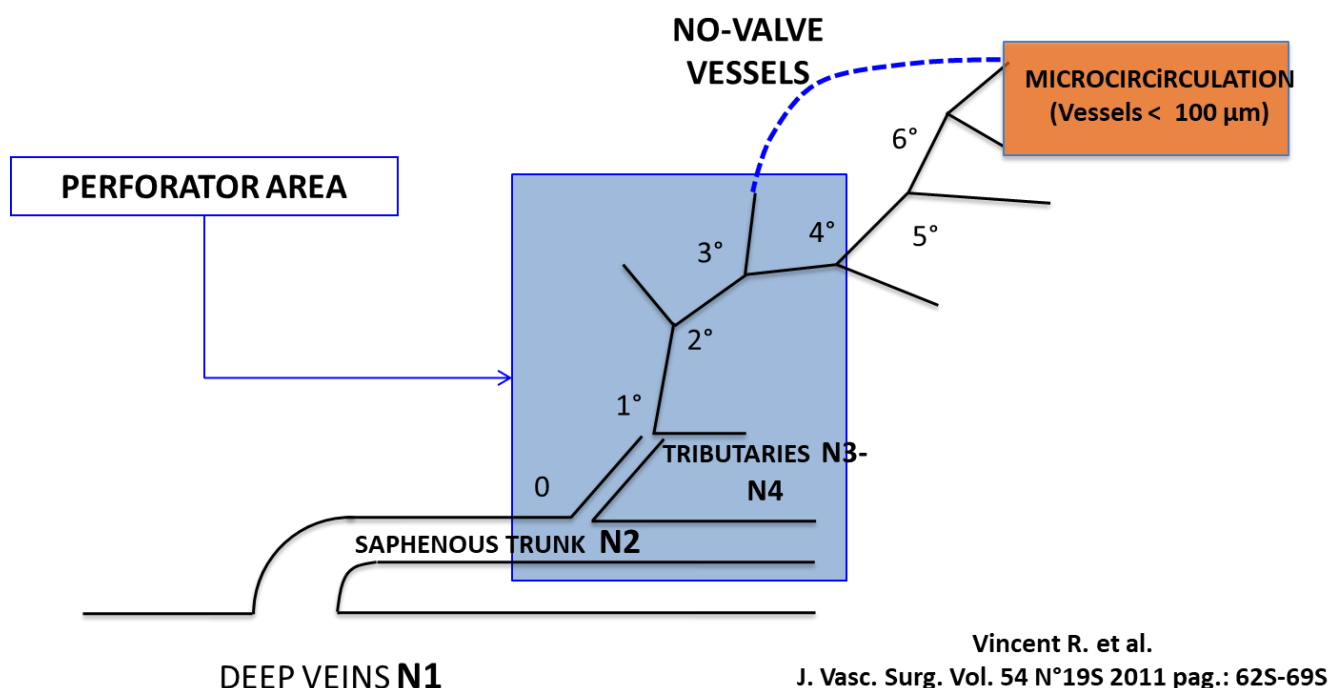 NO-VALVE
VESSELS
MICROCIRCiRCULATION
(Vessels < 100 µm)
PERFORATOR AREA
6°
5°
4°
3°
2°
1°
0
TRIBUTARIES N3-
N4
SAPHENOUS TRUNK N2
DEEP VEINS N1
Vincent R. et al.
J. Vasc. Surg. Vol. 54 N°19S 2011 pag.: 62S-69S